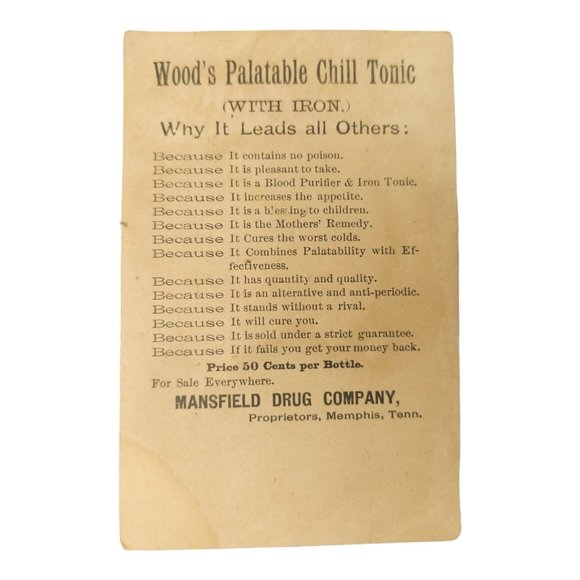 Wood's Palatable Chill Tonic
(WITH IRON.)
Why It Leads all Others:
Because It contains no poison.
Because It is pleasant to take.
Because It is a Blood Purifier & Iron Tonic.
Because It increases the appetite.
Because It is a blessing to children.
Because It is the Mothers' Remedy.
Because It Cures the worst colds.
Because It Combines Palatability with Ef-
fectiveness.
Because It has quantity and quality.
Because It is an alterative and anti-periodic.
Because It stands without a rival.
Because It will cure you.
Because It is sold under a strict guarantee.
Because If it fails you get your money back.
Price 50 Cents per Bottle.
For Sale Everywhere.
MANSFIELD DRUG COMPANY,
Proprietors, Memphis, Tenn.